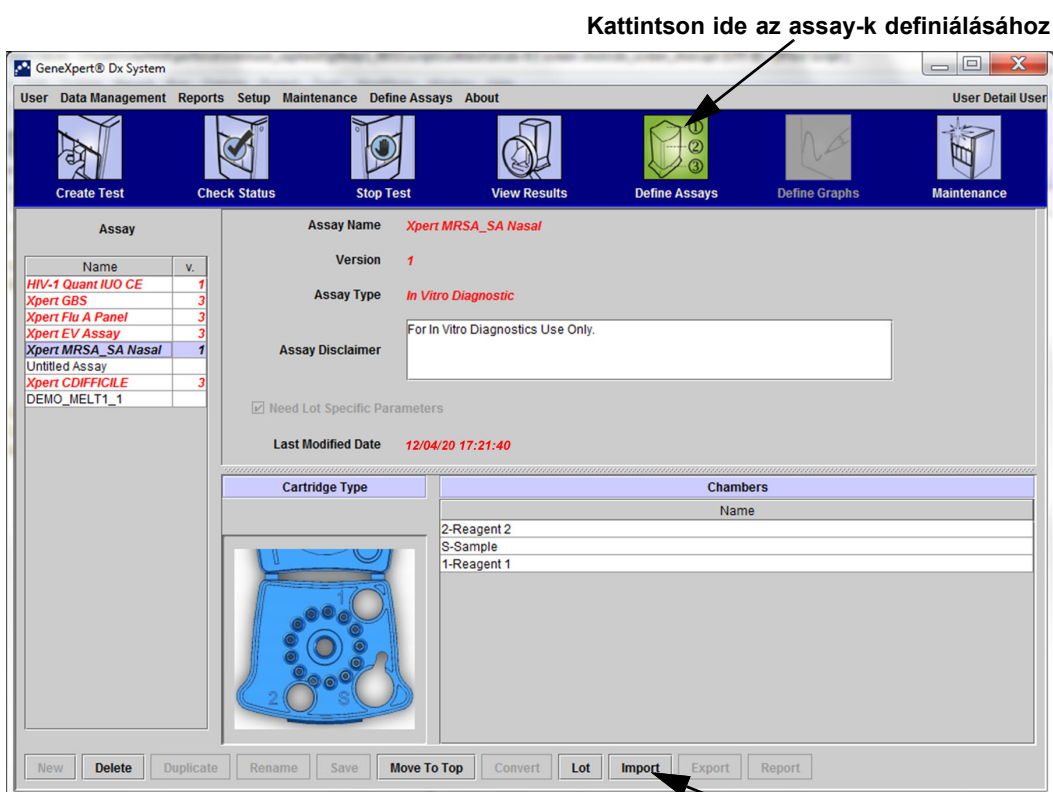 Kattintson ide az assay-k definiálásához
GeneXpert® Dx System
User Data Management Reports Setup Maintenance Define Assays About User Detail User
Create Test Check Status Stop Test View Results Define Assays Define Graphs Maintenance
1
2
3
Assay
Name v.
HIV-1 Quant IUO CE 1
Xpert GBS 3
Xpert Flu A Panel 3
Xpert EV Assay 3
Xpert MRSA_SA Nasal 1
Untitled Assay
Xpert CDIFFICILE 3
DEMO_MELT1_1
Assay Name Xpert MRSA_SA Nasal
Version 1
Assay Type In Vitro Diagnostic
Assay Disclaimer For In Vitro Diagnostics Use Only.
Need Lot Specific Parameters
Last Modified Date 12/04/20 17:21:40
Cartridge Type
1
2 S
Chambers
Name
2-Reagent 2
S-Sample
1-Reagent 1
New Delete Duplicate Rename Save Move To Top Convert Lot Import Export Report